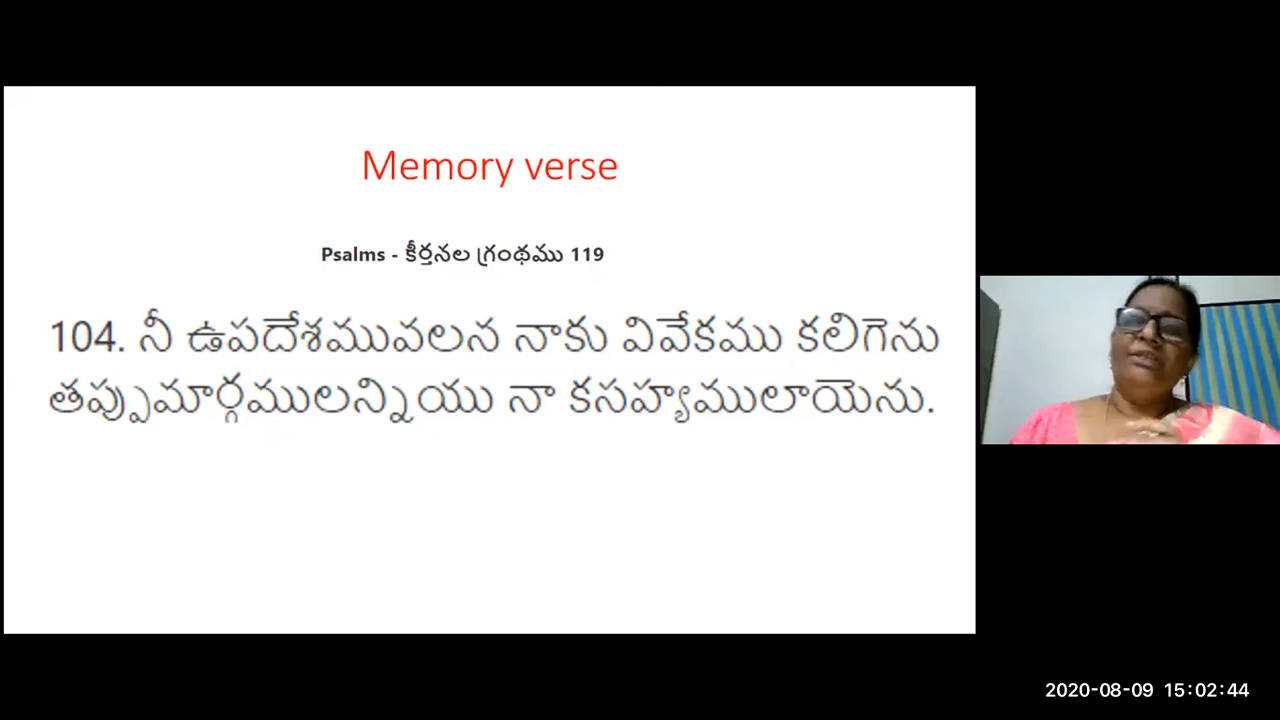 Memory verse
Psalms - కీర్తనల గ్రంథము 119
104. నీ ఉపదేశమువలన నాకు వివేకము కలిగెను
తప్పుమార్గములన్నియు నా కసహ్యములాయెను.
2020-08-09 15:02:44